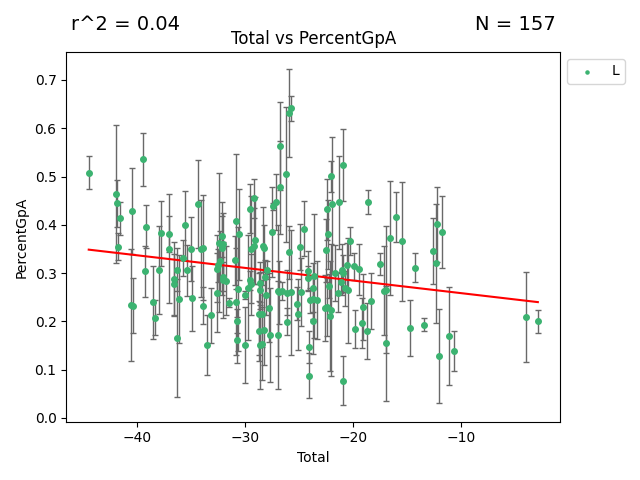 r^2 = 0.04
N = 157
Total vs PercentGpA
L
PercentGpA
0.7
0.6
0.5
0.4
0.3
0.2
0.1
0.0
−40
−30
−20
−10
Total